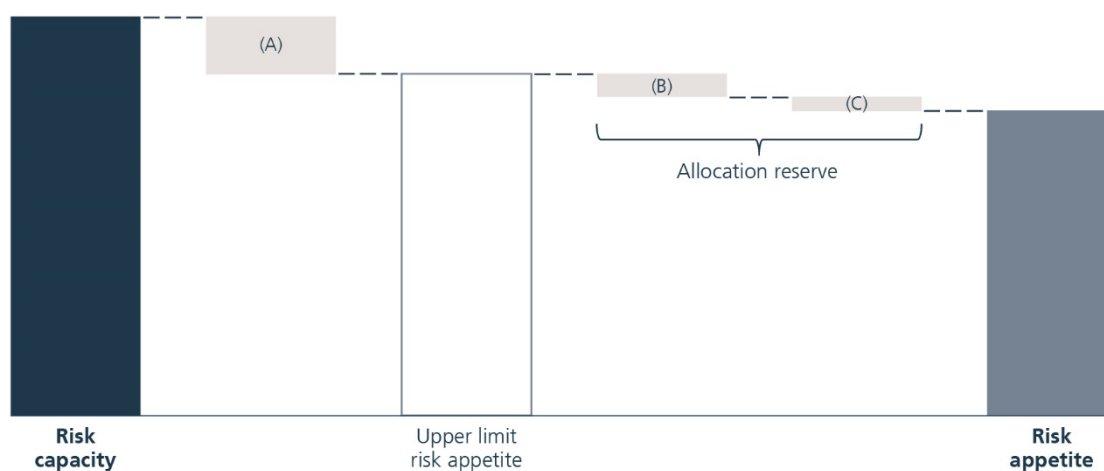 (A)
(B)
(C)
Allocation reserve
Risk
capacity
Upper limit
risk appetite
Risk
appetite